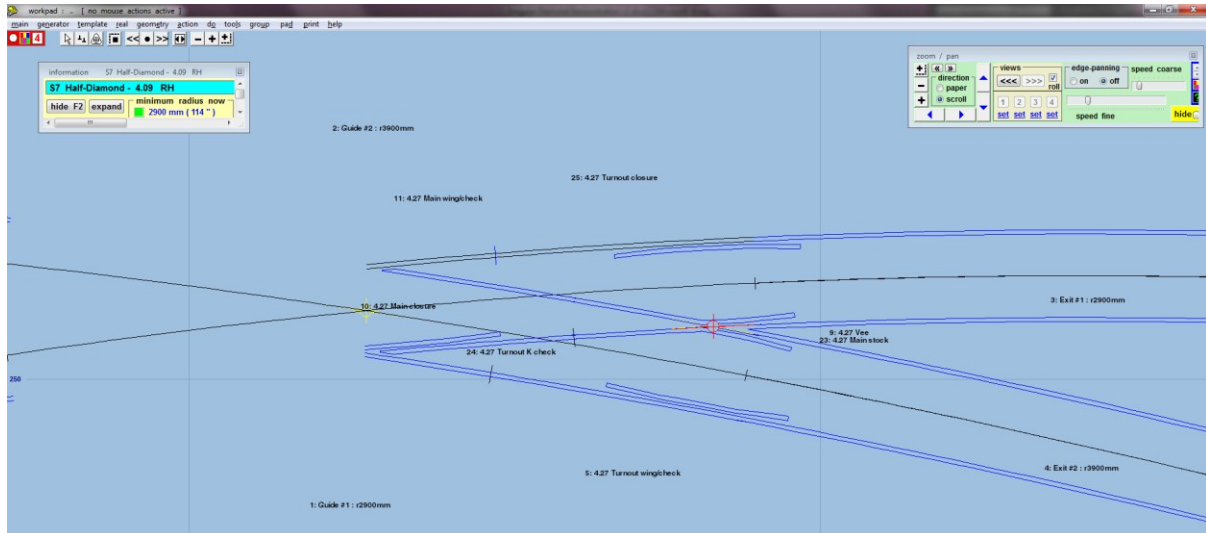 workpad : .. [ no mouse actions active ]
main generator template real geometry action do tools group pad print help
4 << >>
information S7 Half-Diamond - 4.09 RH
S7 Half-Diamond - 4.09 RH
hide F2 expand
minimum radius now
2900 mm ( 114 " )
zoom / pan
direction
paper
scroll
views
<<< >>> roll
1 2 3 4
set set set set
edge-panning
on off
speed coarse
speed fine
hide
2: Guide #2 : r3900mm
25: 4.27 Turnout closure
11: 4.27 Main wing/check
10: 4.27 Main closure
3: Exit #1 : r2900mm
9: 4.27 Vee
23: 4.27 Main stock
24: 4.27 Turnout K check
250
4: Exit #2 : r3900mm
5: 4.27 Turnout wing/check
1: Guide #1 : r2900mm